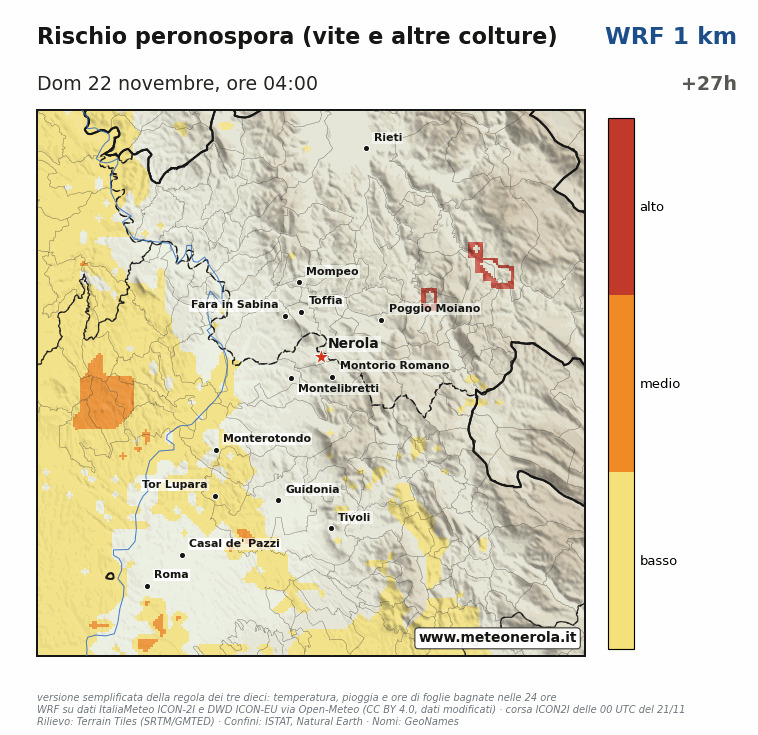 Rischio peronospora (vite e altre colture)
WRF 1 km
Dom 22 novembre, ore 04:00
+27h
Rieti
alto
Mompeo
Fara in Sabina
Toffia
Poggio Moiano
Nerola
Montorio Romano
Montelibretti
medio
Monterotondo
Tor Lupara
Guidonia
Tivoli
Casal de' Pazzi
basso
Roma
www.meteonerola.it
versione semplificata della regola dei tre dieci: temperatura, pioggia e ore di foglie bagnate nelle 24 ore
WRF su dati ItaliaMeteo ICON-2I e DWD ICON-EU via Open-Meteo (CC BY 4.0, dati modificati) · corsa ICON2I delle 00 UTC del 21/11
Rilievo: Terrain Tiles (SRTM/GMTED) · Confini: ISTAT, Natural Earth · Nomi: GeoNames